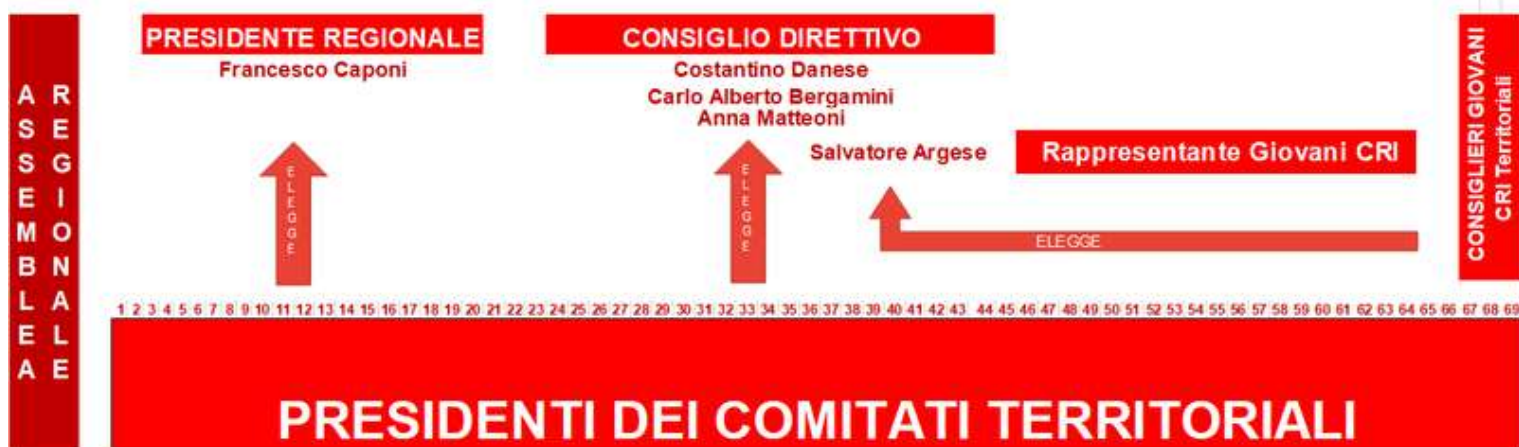 ASSEMBLEA
REGIONALE
PRESIDENTE REGIONALE
Francesco Caponi
ELEGGE
CONSIGLIO DIRETTIVO
Costantino Danese
Carlo Alberto Bergamini
Anna Matteoni
Salvatore Argese
ELEGGE
Rappresentante Giovani CRI
ELEGGE
CONSIGLIERI GIOVANI
CRI Territoriali
1 2 3 4 5 6 7 8 9 10 11 12 13 14 15 16 17 18 19 20 21 22 23 24 25 26 27 28 29 30 31 32 33 34 35 36 37 38 39 40 41 42 43 44 45 46 47 48 49 50 51 52 53 54 55 56 57 58 59 60 61 62 63 64 65 66 67 68 69
PRESIDENTI DEI COMITATI TERRITORIALI